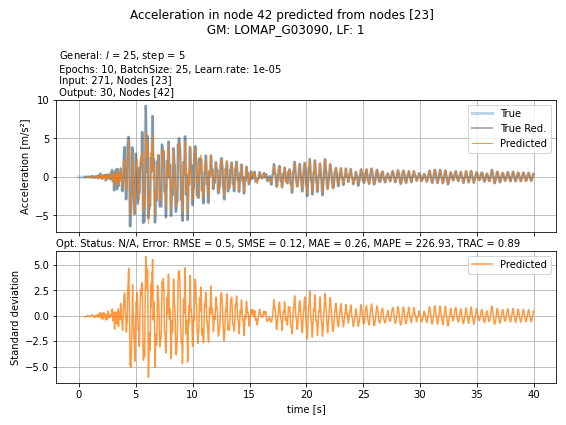 Acceleration in node 42 predicted from nodes [23]
GM: LOMAP_G03090, LF: 1
General: l = 25, step = 5
Epochs: 10, BatchSize: 25, Learn.rate: 1e-05
Input: 271, Nodes [23]
Output: 30, Nodes [42]
10
5
0
−5
Acceleration [m/s²]
True
True Red.
Predicted
Opt. Status: N/A, Error: RMSE = 0.5, SMSE = 0.12, MAE = 0.26, MAPE = 226.93, TRAC = 0.89
5.0
2.5
0.0
−2.5
−5.0
Standard deviation
Predicted
0 5 10 15 20 25 30 35 40
time [s]